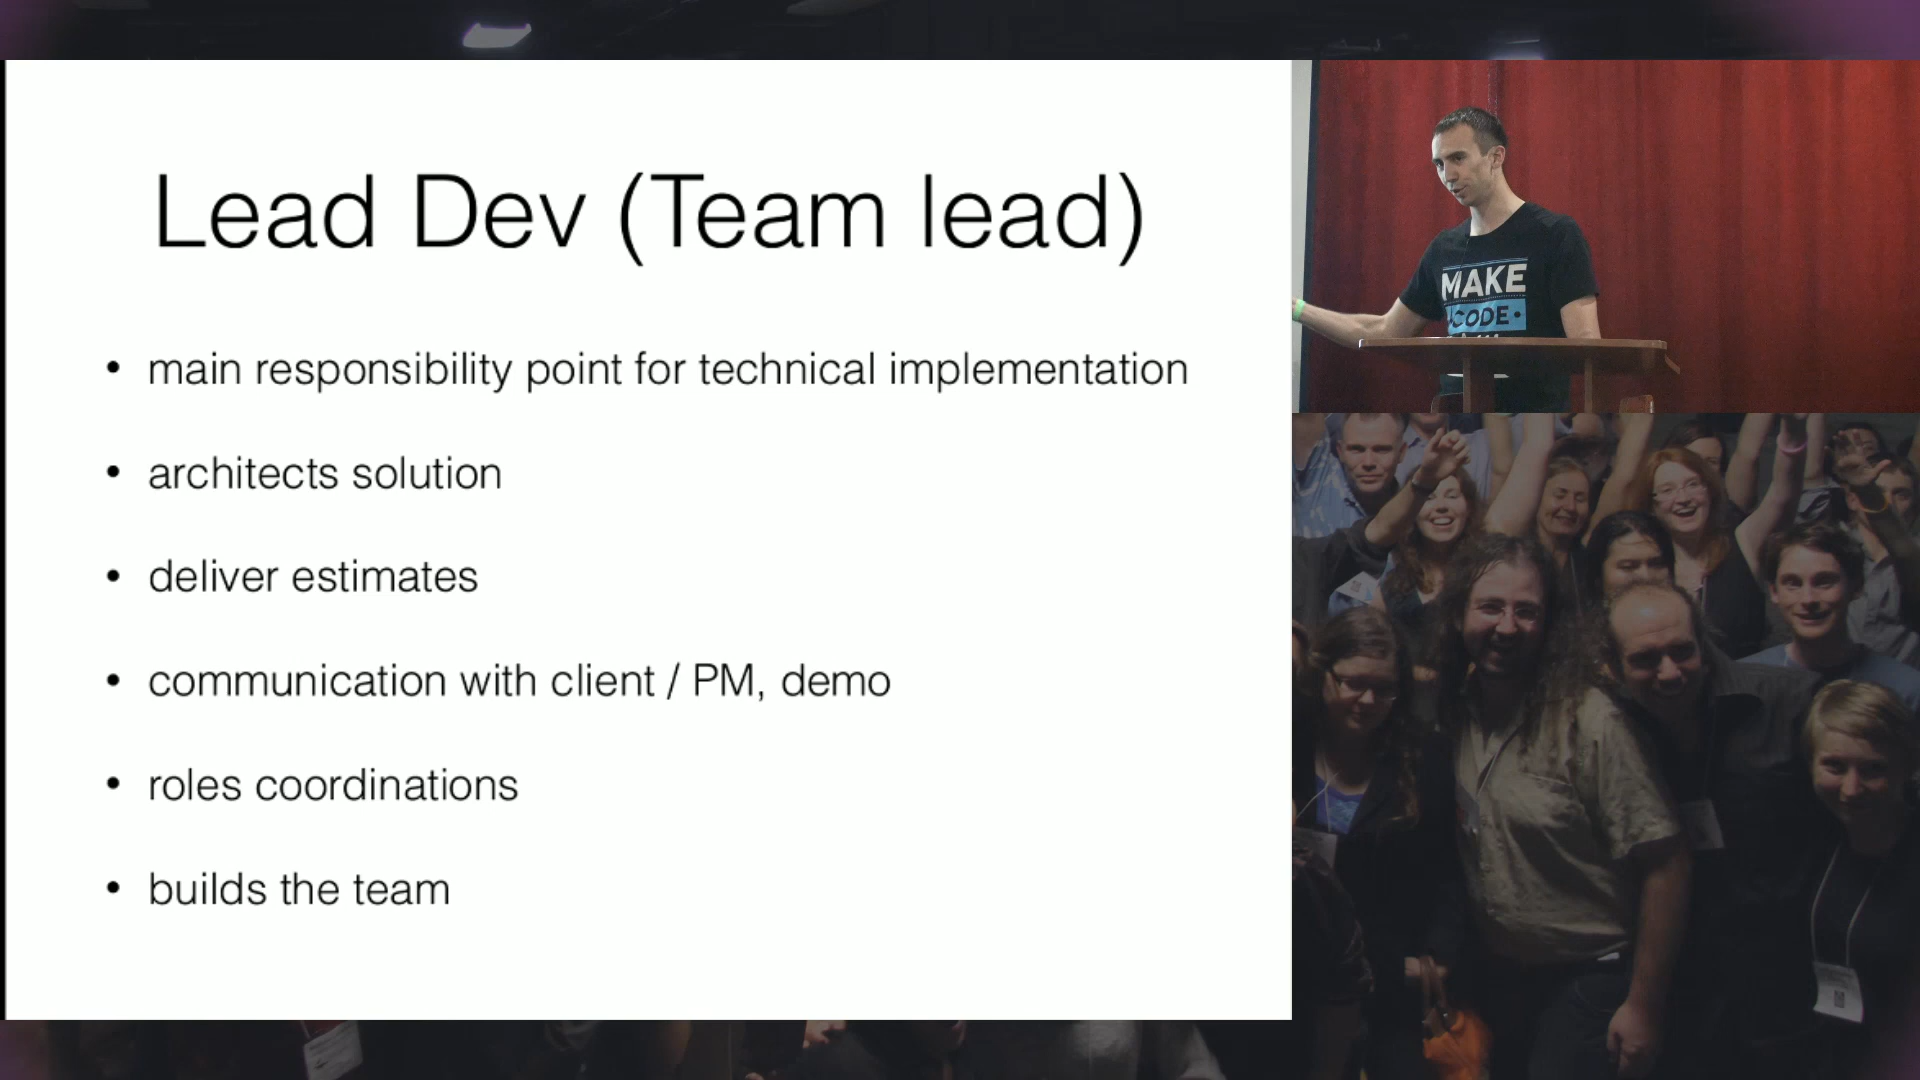 Lead Dev (Team lead)
• main responsibility point for technical implementation
• architects solution
• deliver estimates
• communication with client / PM, demo
• roles coordinations
• builds the team
MAKE
CODE